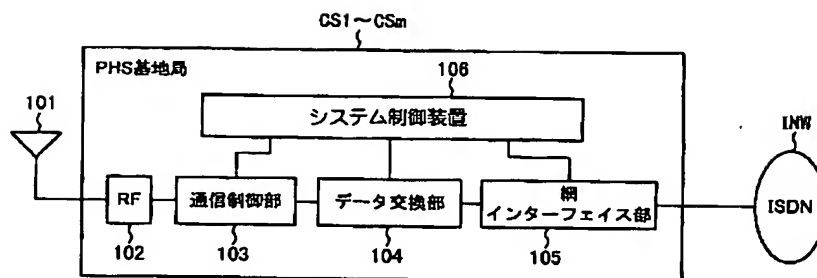 CS1～CSm
PHS基地局
106
システム制御装置
101
INW
RF
通信制御部
データ交換部
網
インターフェイス部
ISDN
102
103
104
105